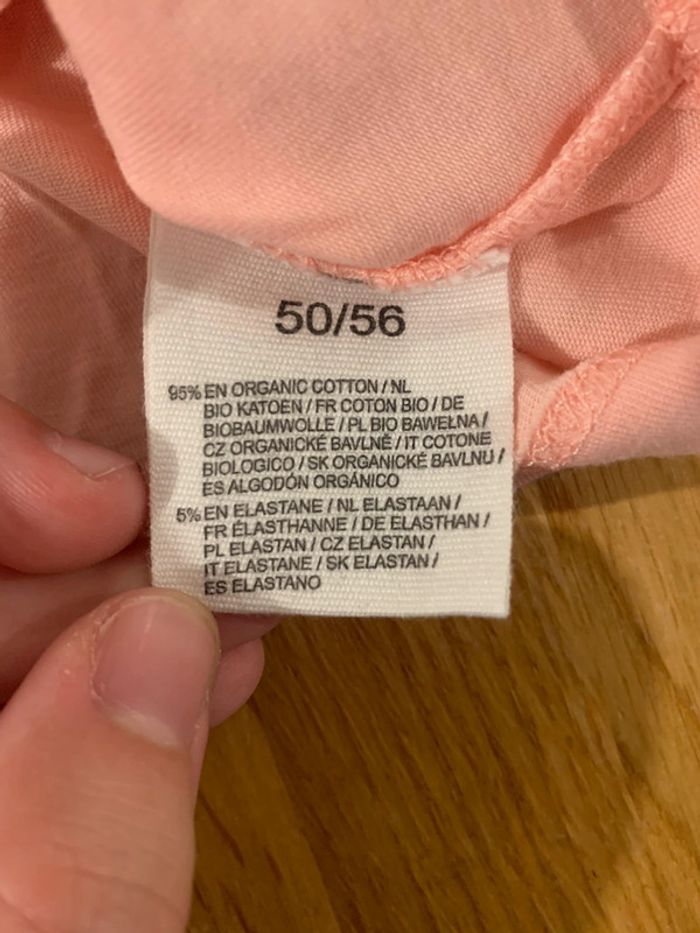 50/56
95% EN ORGANIC COTTON / NL
BIO KATOEN / FR COTON BIO / DE
BIOBAUMWOLLE / PL BIO BAWEŁNA /
CZ ORGANICKÉ BAVLNĚ / IT COTONE
BIOLOGICO / SK ORGANICKÉ BAVLNU /
ES ALGODÓN ORGÁNICO
5% EN ELASTANE / NL ELASTAAN /
FR ÉLASTHANNE / DE ELASTHAN /
PL ELASTAN / CZ ELASTAN /
IT ELASTANE / SK ELASTAN /
ES ELASTANO